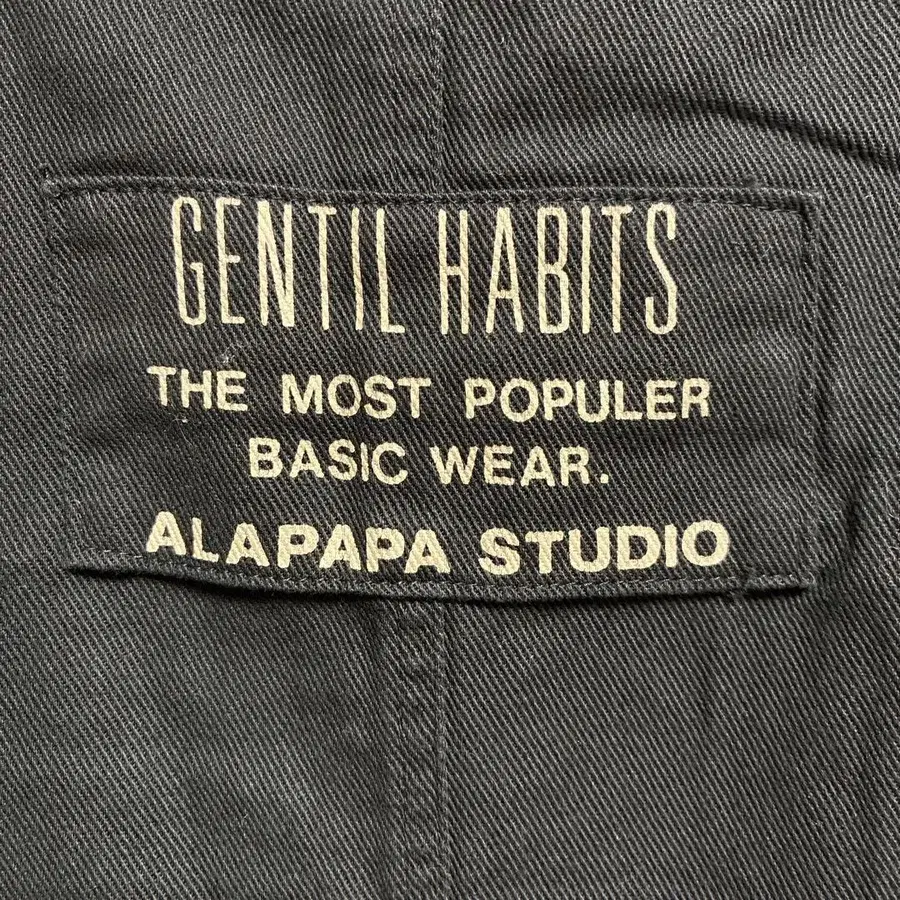 GENTIL HABITS
THE MOST POPULER
BASIC WEAR.
ALAPAPA STUDIO